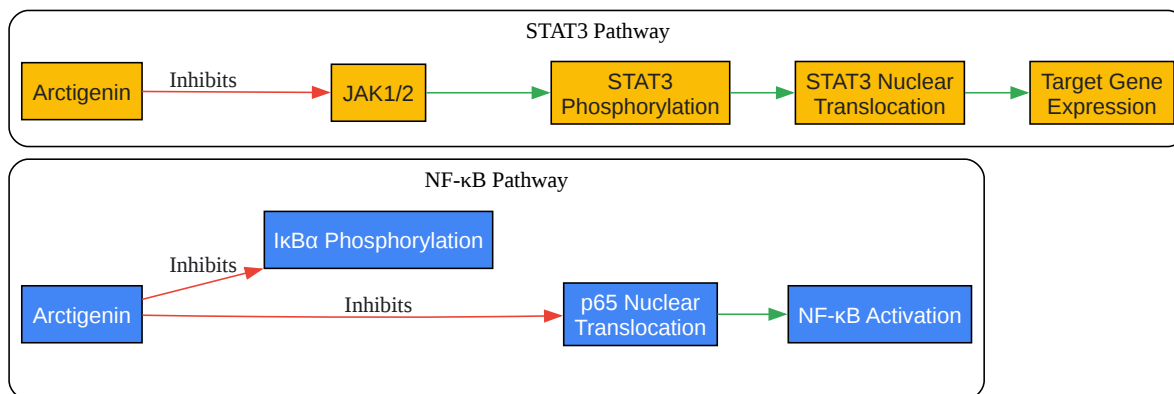 STAT3 Pathway
Arctigenin
Inhibits
JAK1/2
STAT3
Phosphorylation
STAT3 Nuclear
Translocation
Target Gene
Expression
NF-κB Pathway
IκBα Phosphorylation
Inhibits
Arctigenin
Inhibits
p65 Nuclear
Translocation
NF-κB Activation